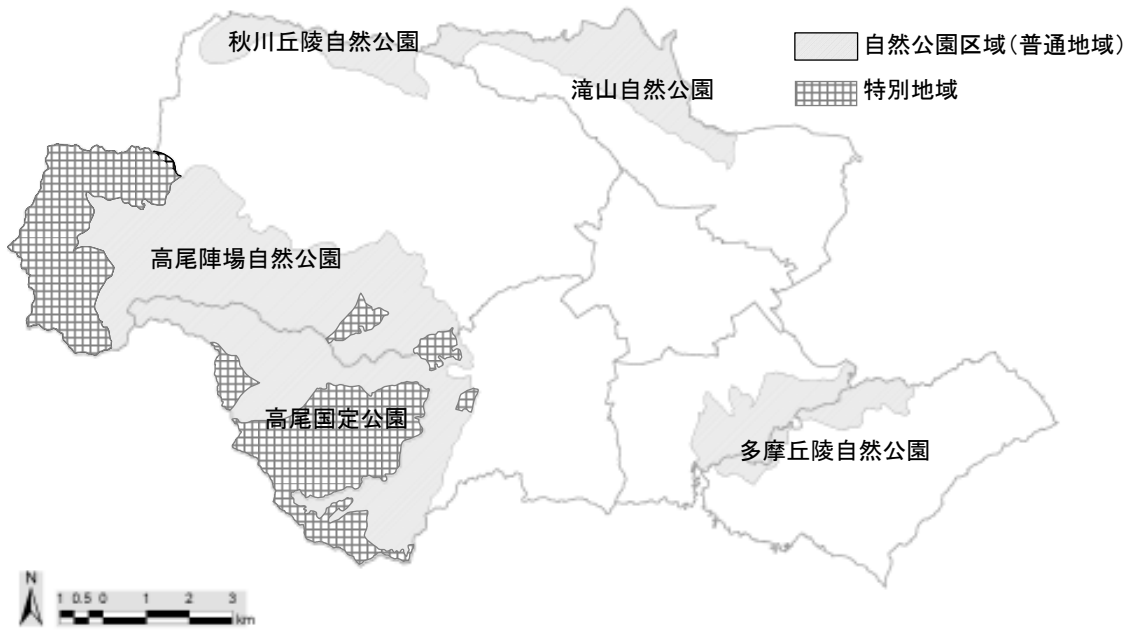 秋川丘陵自然公園
滝山自然公園
自然公園区域（普通地域）
特別地域
高尾陣場自然公園
高尾国定公園
多摩丘陵自然公園
N
1 0.5 0 1 2 3
km